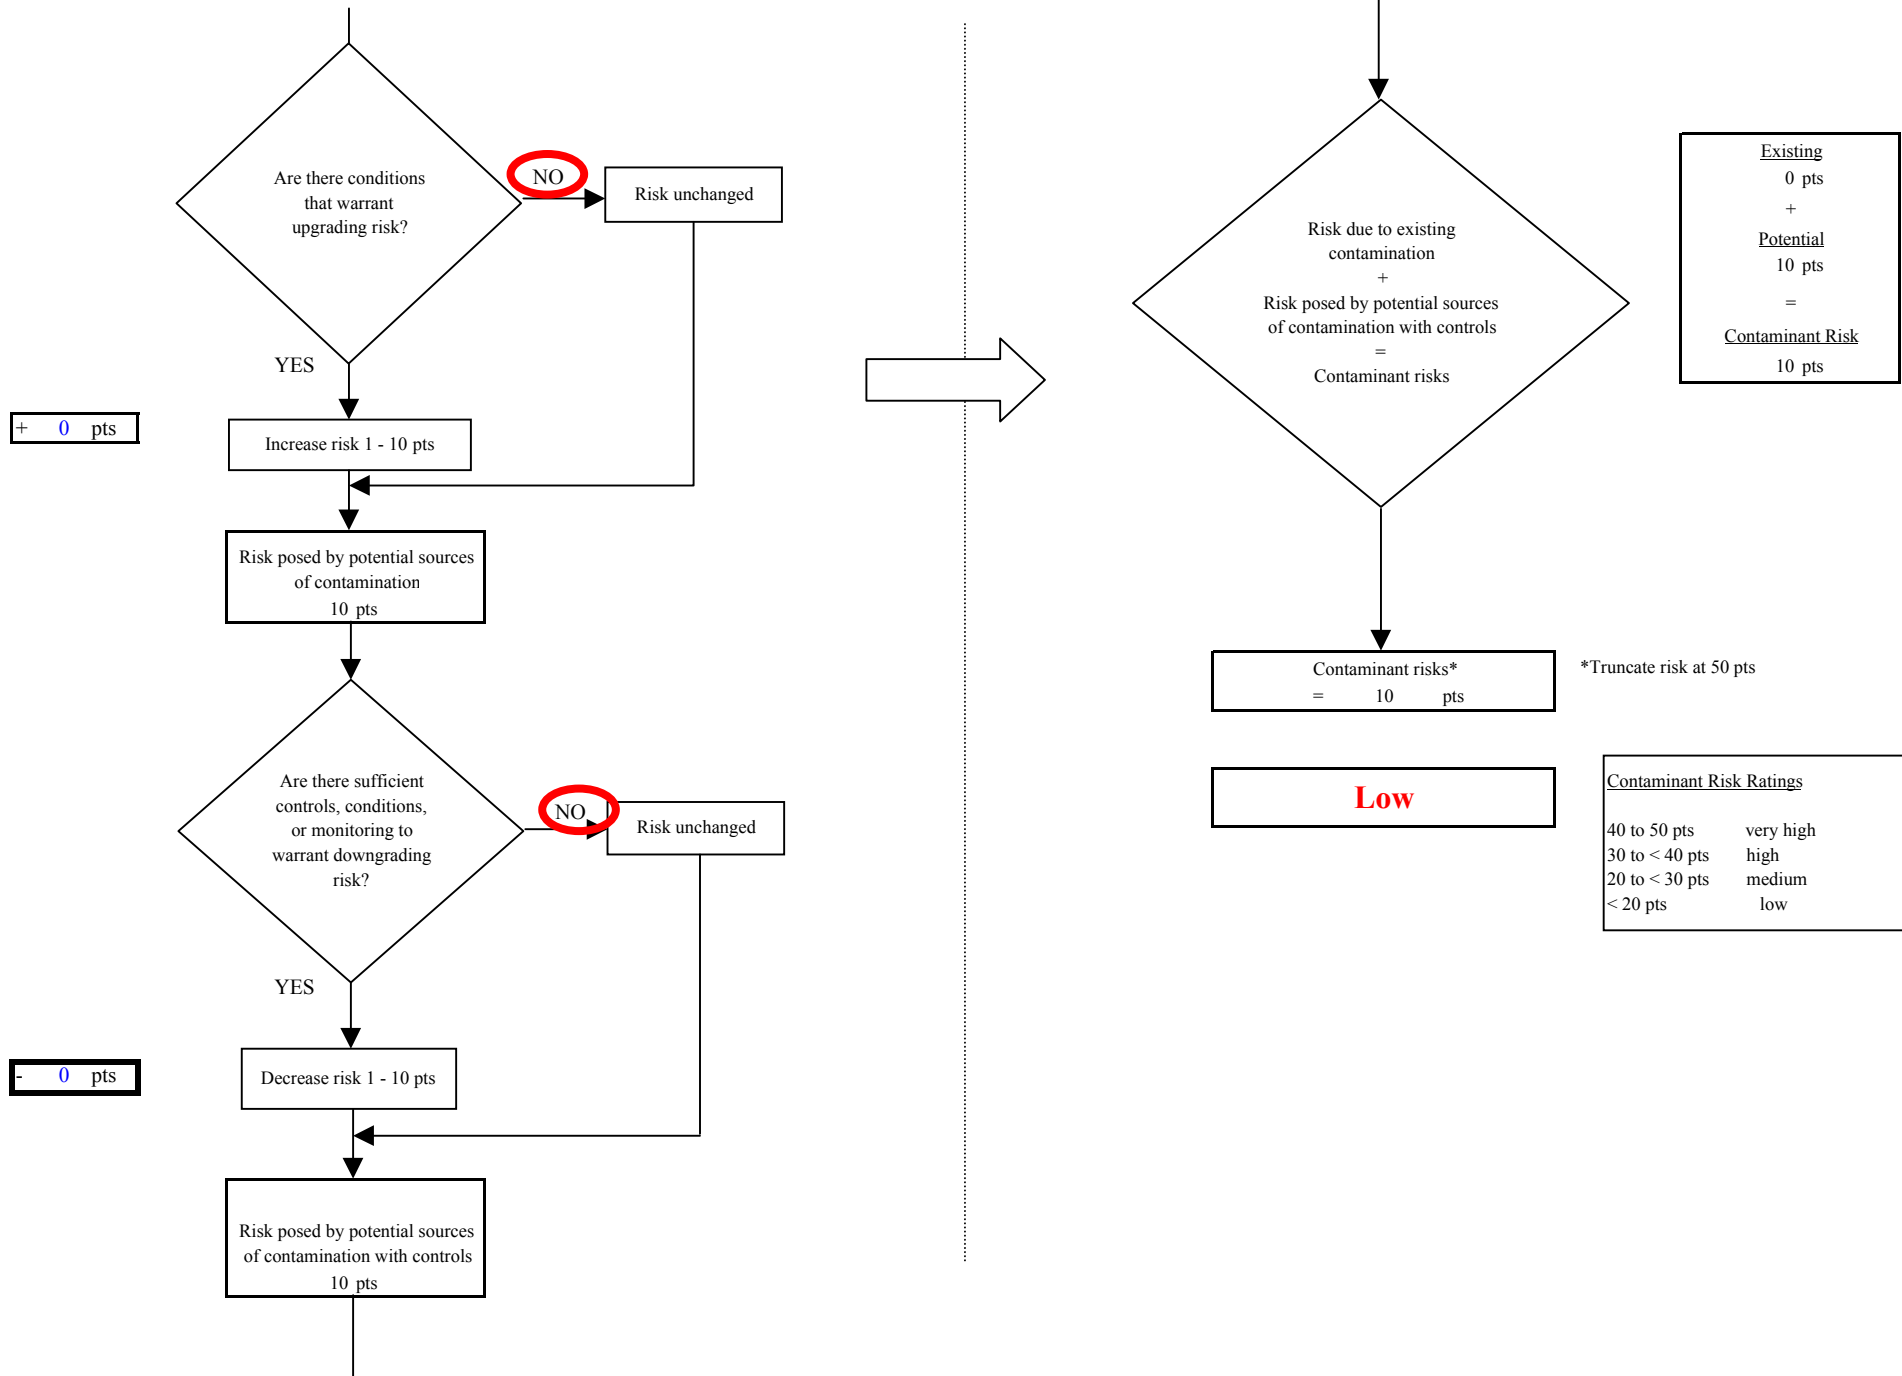 Are there conditions
that warrant
upgrading risk?
NO
Risk unchanged
YES
+ 0 pts
Increase risk 1 - 10 pts
Risk posed by potential sources
of contamination
10 pts
Are there sufficient
controls, conditions,
or monitoring to
warrant downgrading
risk?
NO
Risk unchanged
YES
- 0 pts
Decrease risk 1 - 10 pts
Risk posed by potential sources
of contamination with controls
10 pts
Risk due to existing
contamination
+
Risk posed by potential sources
of contamination with controls
=
Contaminant risks
Existing
0 pts
+
Potential
10 pts
=
Contaminant Risk
10 pts
Contaminant risks*
= 10 pts
*Truncate risk at 50 pts
Low
Contaminant Risk Ratings
40 to 50 pts very high
30 to < 40 pts high
20 to < 30 pts medium
< 20 pts low